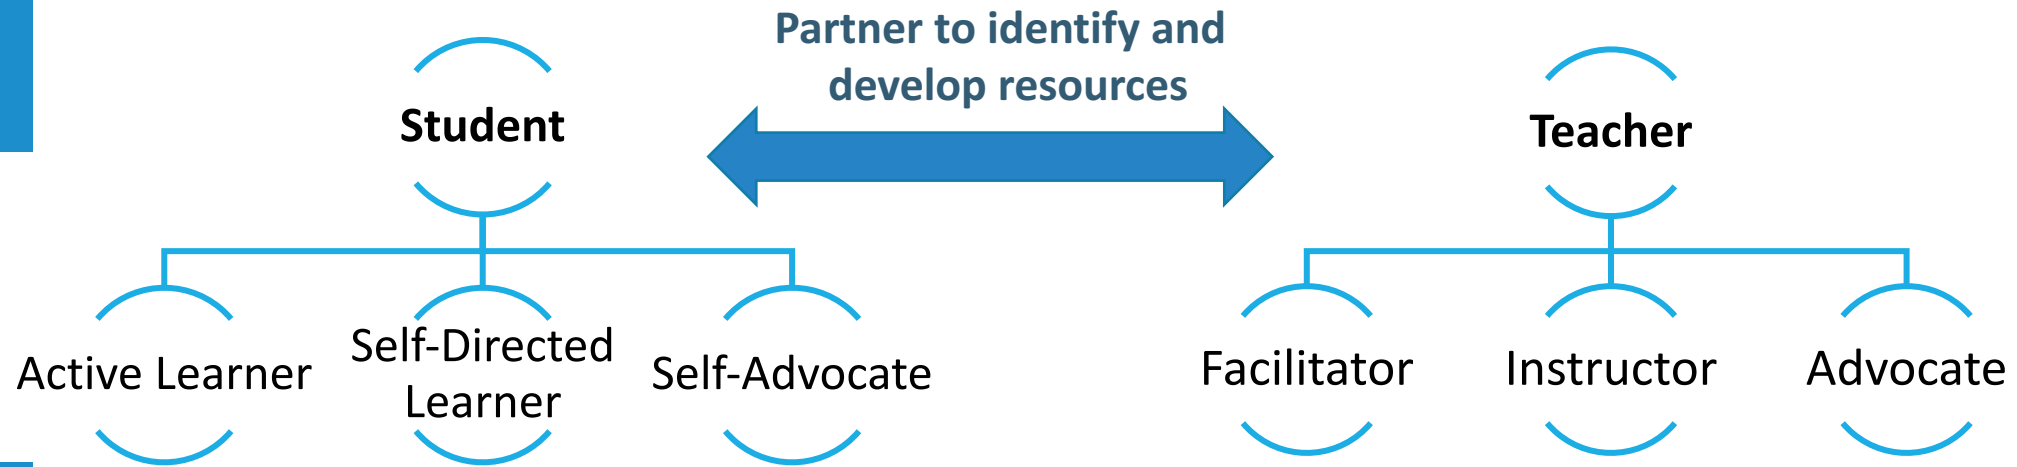 Partner to identify and
develop resources
Student
Teacher
Active Learner
Self-Directed
Learner
Self-Advocate
Facilitator
Instructor
Advocate